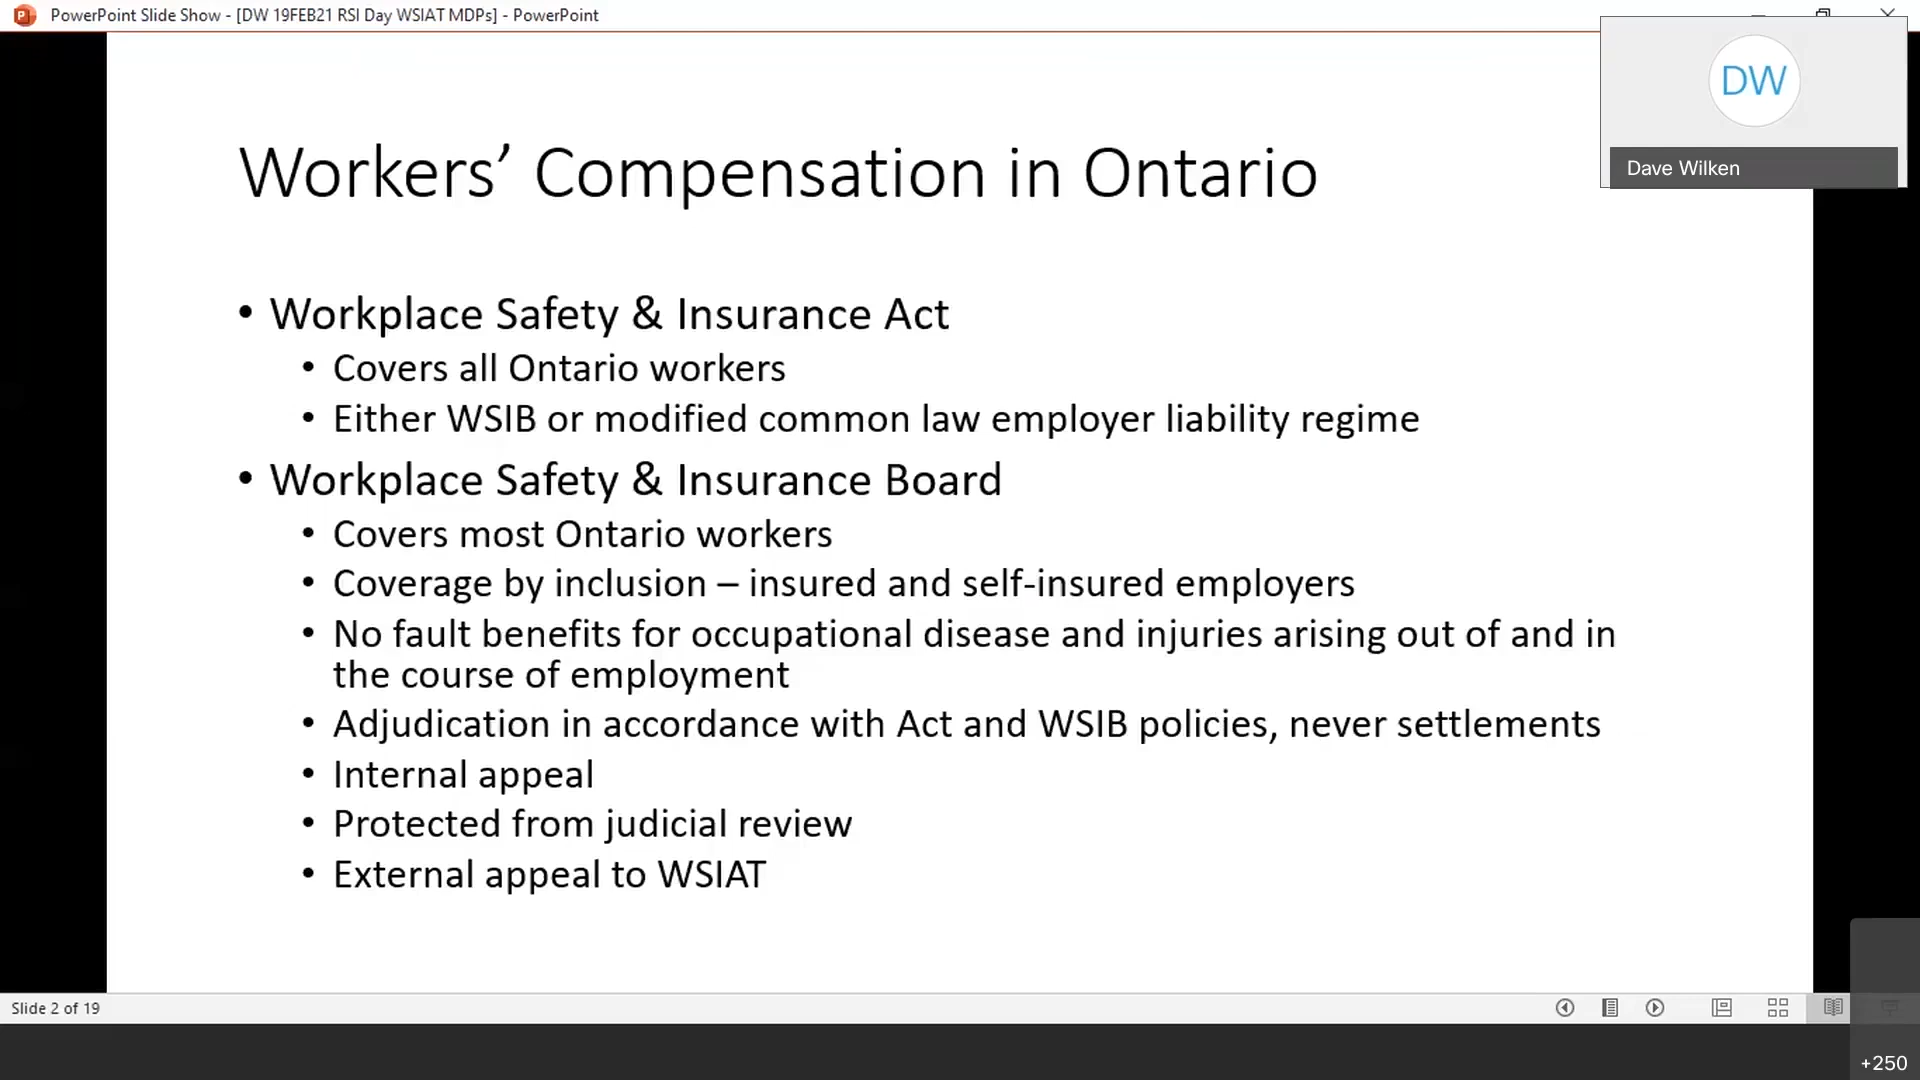 PowerPoint Slide Show - [DW 19FEB21 RSI Day WSIAT MDPs] - PowerPoint
DW
Dave Wilken
Workers’ Compensation in Ontario
• Workplace Safety & Insurance Act
• Covers all Ontario workers
• Either WSIB or modified common law employer liability regime
• Workplace Safety & Insurance Board
• Covers most Ontario workers
• Coverage by inclusion – insured and self-insured employers
• No fault benefits for occupational disease and injuries arising out of and in
the course of employment
• Adjudication in accordance with Act and WSIB policies, never settlements
• Internal appeal
• Protected from judicial review
• External appeal to WSIAT
Slide 2 of 19
+250